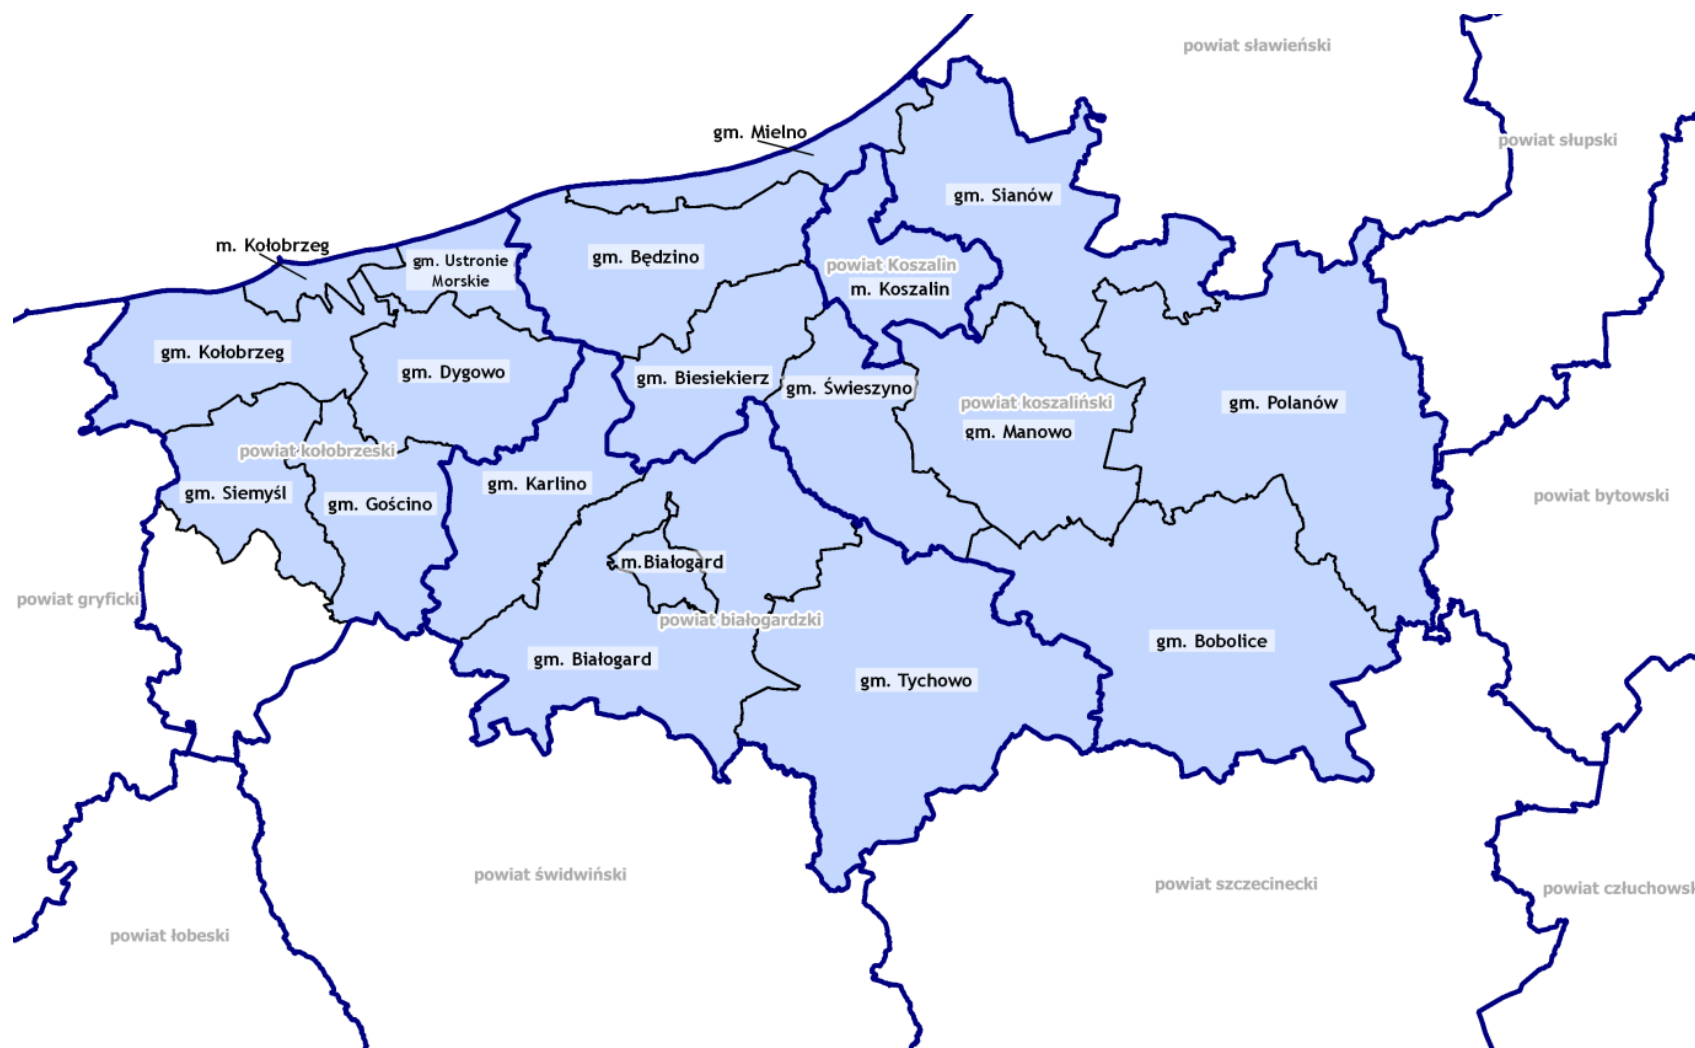 powiat sławieński
gm. Mielno
powiat słupski
gm. Sianów
m. Kołobrzeg
gm. Ustronie
Morskie
gm. Będzino
powiat Koszalin
m. Koszalin
gm. Kołobrzeg
gm. Dygowo
gm. Biesiekierz
gm. Świeszyno
powiat koszaliński
gm. Manowo
gm. Polanów
powiat kołobrzeski
gm. Siemyśl
gm. Gościno
gm. Karlino
powiat bytowski
m.Białogard
powiat gryficki
powiat białogardzki
gm. Białogard
gm. Tychowo
gm. Bobolice
powiat świdwiński
powiat szczecinecki
powiat człuchowsk
powiat łobeski